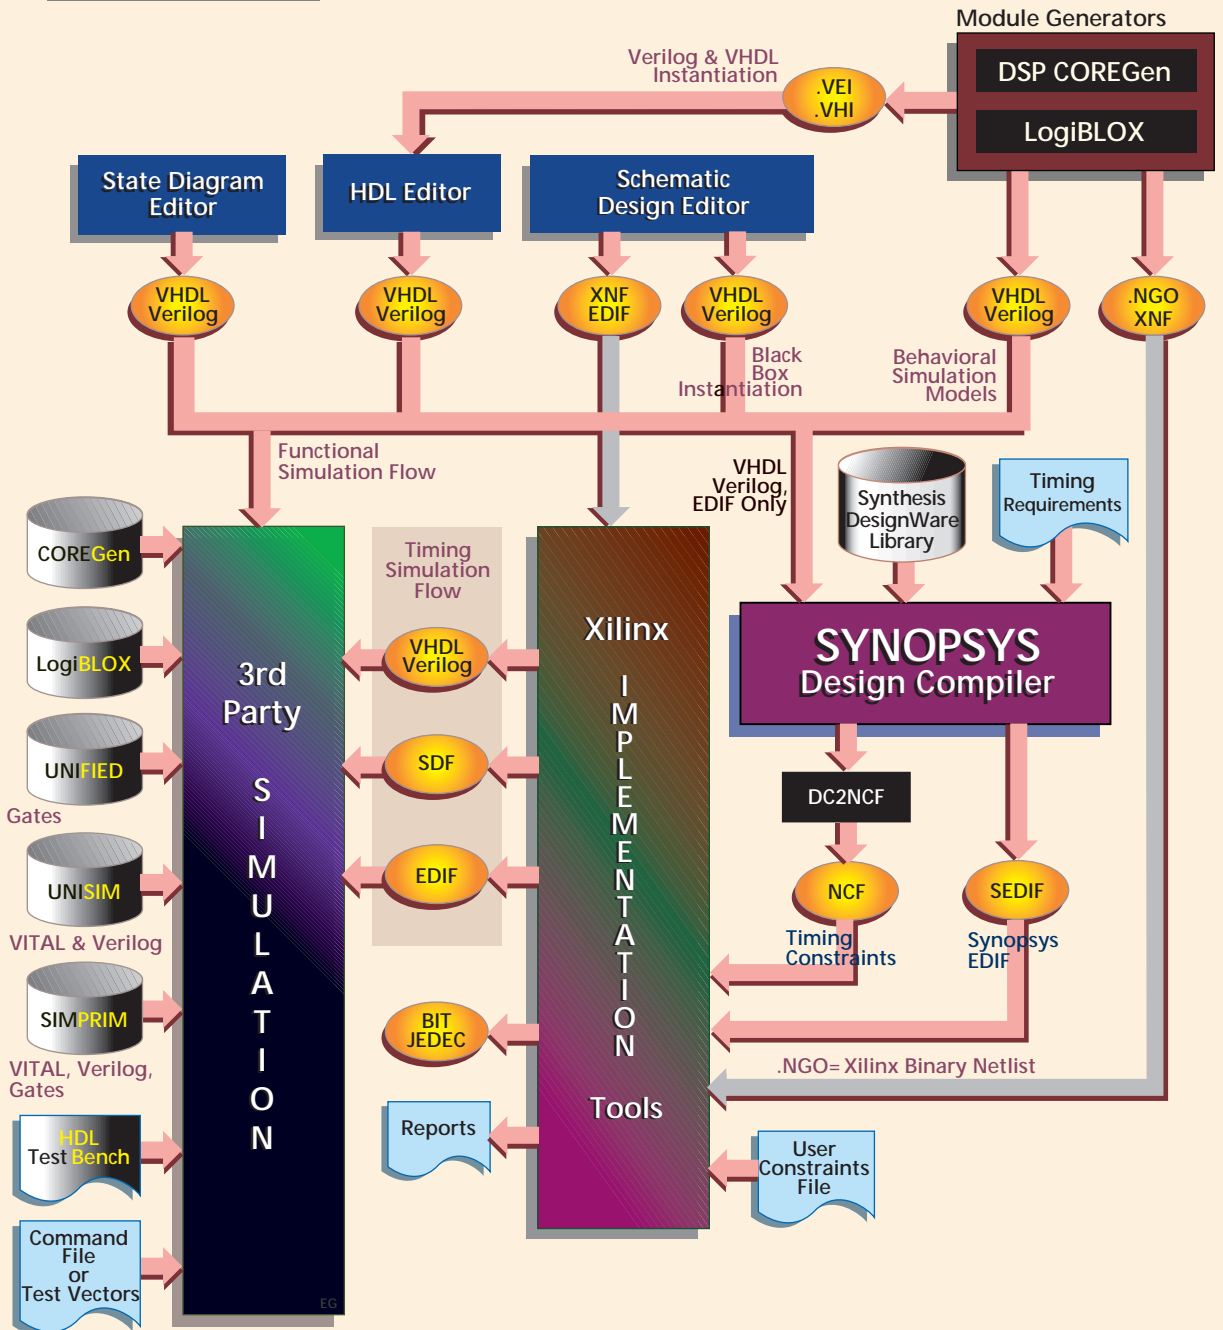 Module Generators
DSP COREGen
LogiBLOX
Verilog & VHDL
Instantiation
.VEI
.VHI
State Diagram
Editor
HDL Editor
Schematic
Design Editor
VHDL
Verilog
VHDL
Verilog
XNF
EDIF
VHDL
Verilog
VHDL
Verilog
.NGO
XNF
Black
Box
Instantiation
Behavioral
Simulation
Models
Functional
Simulation Flow
VHDL
Verilog,
EDIF Only
Synthesis
DesignWare
Library
Timing
Requirements
COREGen
LogiBLOX
UNIFIED
Gates
UNISIM
VITAL & Verilog
SIMPRIM
VITAL, Verilog,
Gates
HDL
Test Bench
Command
File
or
Test Vectors
3rd
Party
SIMULATION
EG
Timing
Simulation
Flow
VHDL
Verilog
SDF
EDIF
BIT
JEDEC
Reports
Xilinx
IMPLEMENTATION
Tools
SYNOPSYS
Design Compiler
DC2NCF
NCF
SEDIF
Timing
Constraints
Synopsys
EDIF
.NGO= Xilinx Binary Netlist
User
Constraints
File